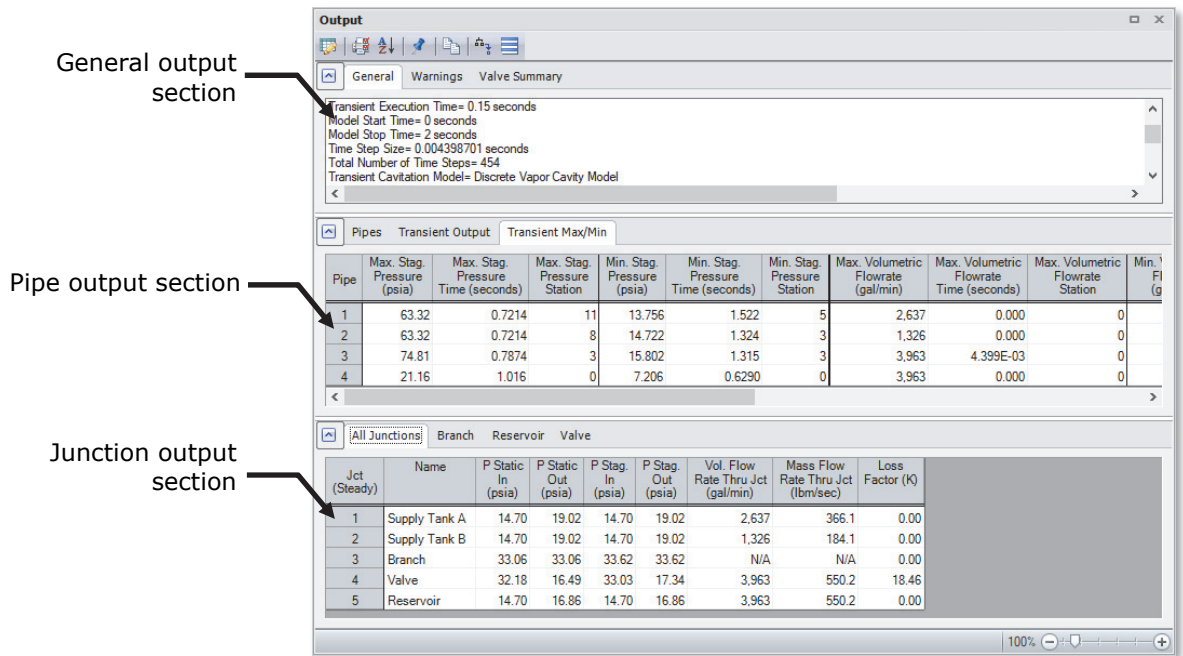 General output
section
Pipe output section
Junction output
section
Output
General Warnings Valve Summary
Transient Execution Time= 0.15 seconds
Model Start Time= 0 seconds
Model Stop Time= 2 seconds
Time Step Size= 0.004398701 seconds
Total Number of Time Steps= 454
Transient Cavitation Model= Discrete Vapor Cavity Model
Pipes Transient Output Transient Max/Min
Pipe Max. Stag. Pressure (psia) Max. Stag. Pressure Time (seconds) Max. Stag. Pressure Station Min. Stag. Pressure (psia) Min. Stag. Pressure Time (seconds) Min. Stag. Pressure Station Max. Volumetric Flowrate (gal/min) Max. Volumetric Flowrate Time (seconds) Max. Volumetric Flowrate Station Min.
1 63.32 0.7214 11 13.756 1.522 5 2,637 0.000 0
2 63.32 0.7214 8 14.722 1.324 3 1,326 0.000 0
3 74.81 0.7874 3 15.802 1.315 3 3,963 4.399E-03 0
4 21.16 1.016 0 7.206 0.6290 0 3,963 0.000 0
All Junctions Branch Reservoir Valve
Jct (Steady) Name P Static In (psia) P Static Out (psia) P Stag. In (psia) P Stag. Out (psia) Vol. Flow Rate Thru Jct (gal/min) Mass Flow Rate Thru Jct (lbm/sec) Loss Factor (K)
1 Supply Tank A 14.70 19.02 14.70 19.02 2,637 366.1 0.00
2 Supply Tank B 14.70 19.02 14.70 19.02 1,326 184.1 0.00
3 Branch 33.06 33.06 33.62 33.62 N/A N/A 0.00
4 Valve 32.18 16.49 33.03 17.34 3,963 550.2 18.46
5 Reservoir 14.70 16.86 14.70 16.86 3,963 550.2 0.00
100%